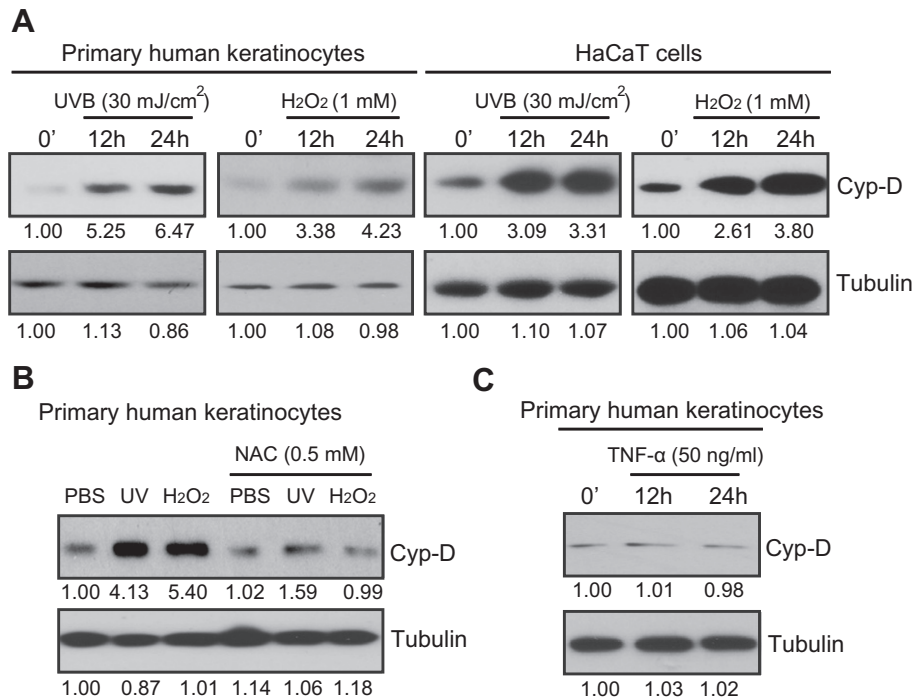 A
Primary human keratinocytes HaCaT cells
UVB (30 mJ/cm²) H₂O₂ (1 mM) UVB (30 mJ/cm²) H₂O₂ (1 mM)
0' 12h 24h 0' 12h 24h 0' 12h 24h 0' 12h 24h
Cyp-D
1.00 5.25 6.47 1.00 3.38 4.23 1.00 3.09 3.31 1.00 2.61 3.80
Tubulin
1.00 1.13 0.86 1.00 1.08 0.98 1.00 1.10 1.07 1.00 1.06 1.04
B
Primary human keratinocytes
NAC (0.5 mM)
PBS UV H₂O₂ PBS UV H₂O₂
Cyp-D
1.00 4.13 5.40 1.02 1.59 0.99
Tubulin
1.00 0.87 1.01 1.14 1.06 1.18
C
Primary human keratinocytes
TNF-α (50 ng/ml)
0' 12h 24h
Cyp-D
1.00 1.01 0.98
Tubulin
1.00 1.03 1.02